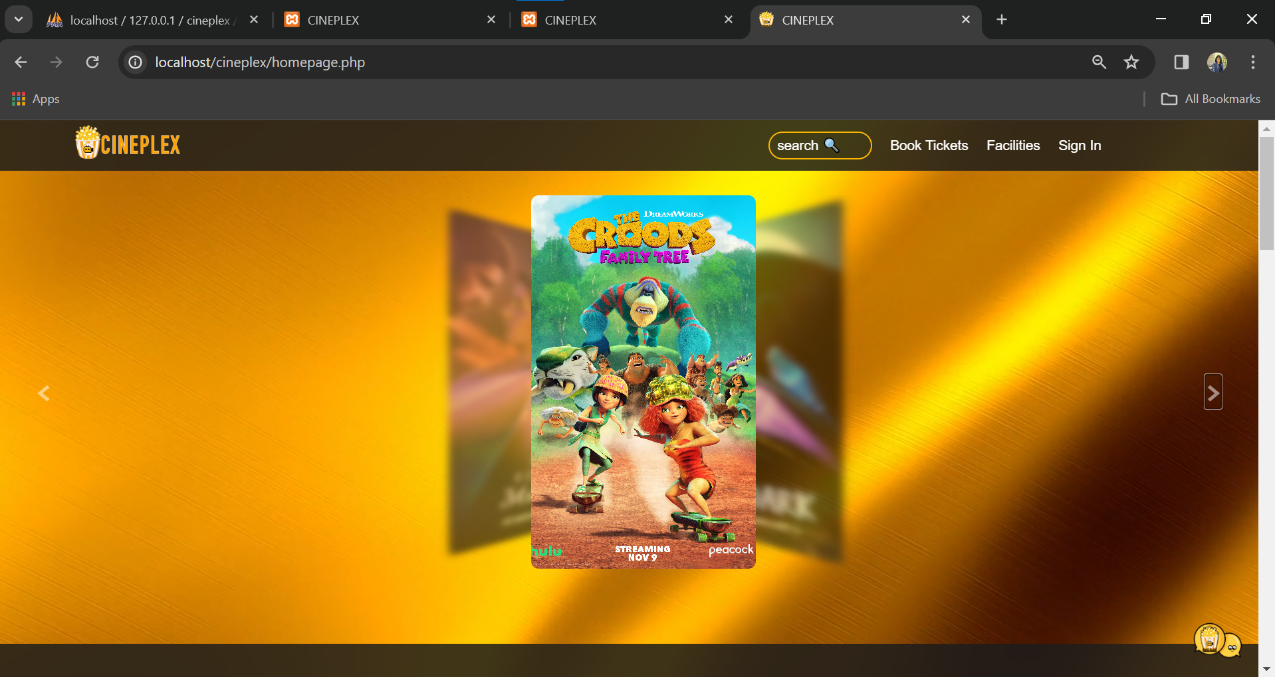 localhost / 127.0.0.1 / cineplex /
CINEPLEX
CINEPLEX
CINEPLEX
localhost/cineplex/homepage.php
Apps
All Bookmarks
CINEPLEX
search
Book Tickets
Facilities
Sign In
DREAMWORKS
THE
CROODS
FAMILY TREE
ARK
hulu
STREAMING
NOV 9
peacock